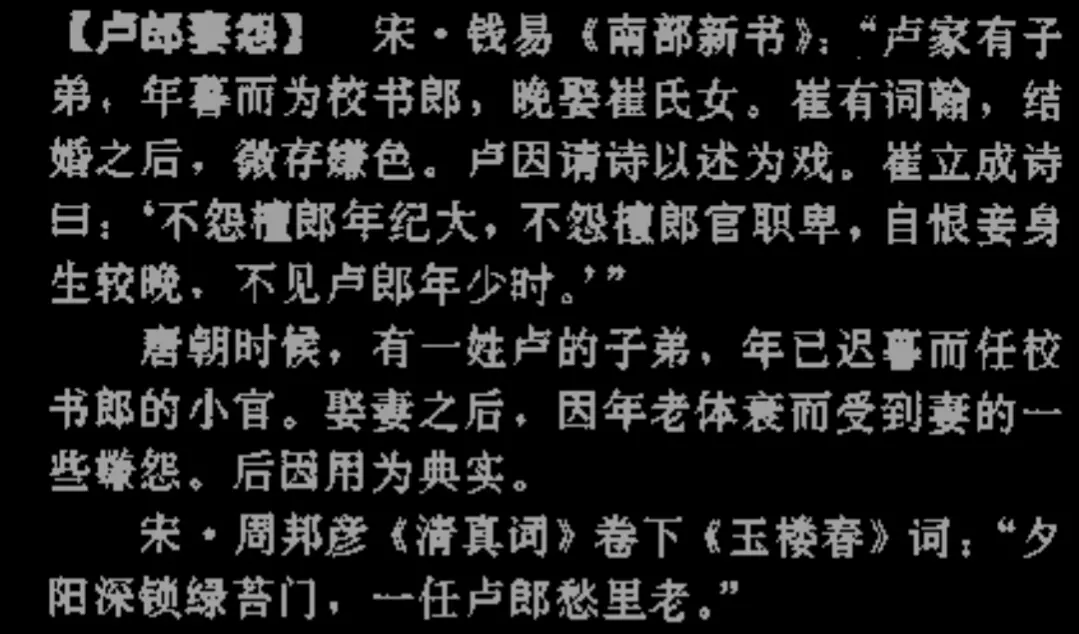 【卢郎妻怨】 宋·钱易《南部新书》：“卢家有子
弟，年暮而为校书郎，晚娶崔氏女。崔有词翰，结
婚之后，微存嫌色。卢因请诗以述为戏。崔立成诗
曰：‘不怨檀郎年纪大，不怨檀郎官职卑，自恨妾身
生较晚，不见卢郎年少时。’”
唐朝时候，有一姓卢的子弟，年已迟暮而任校
书郎的小官。娶妻之后，因年老体衰而受到妻的一
些嫌怨。后因用为典实。
宋·周邦彦《清真词》卷下《玉楼春》词：“夕
阳深锁绿苔门，一任卢郎愁里老。”